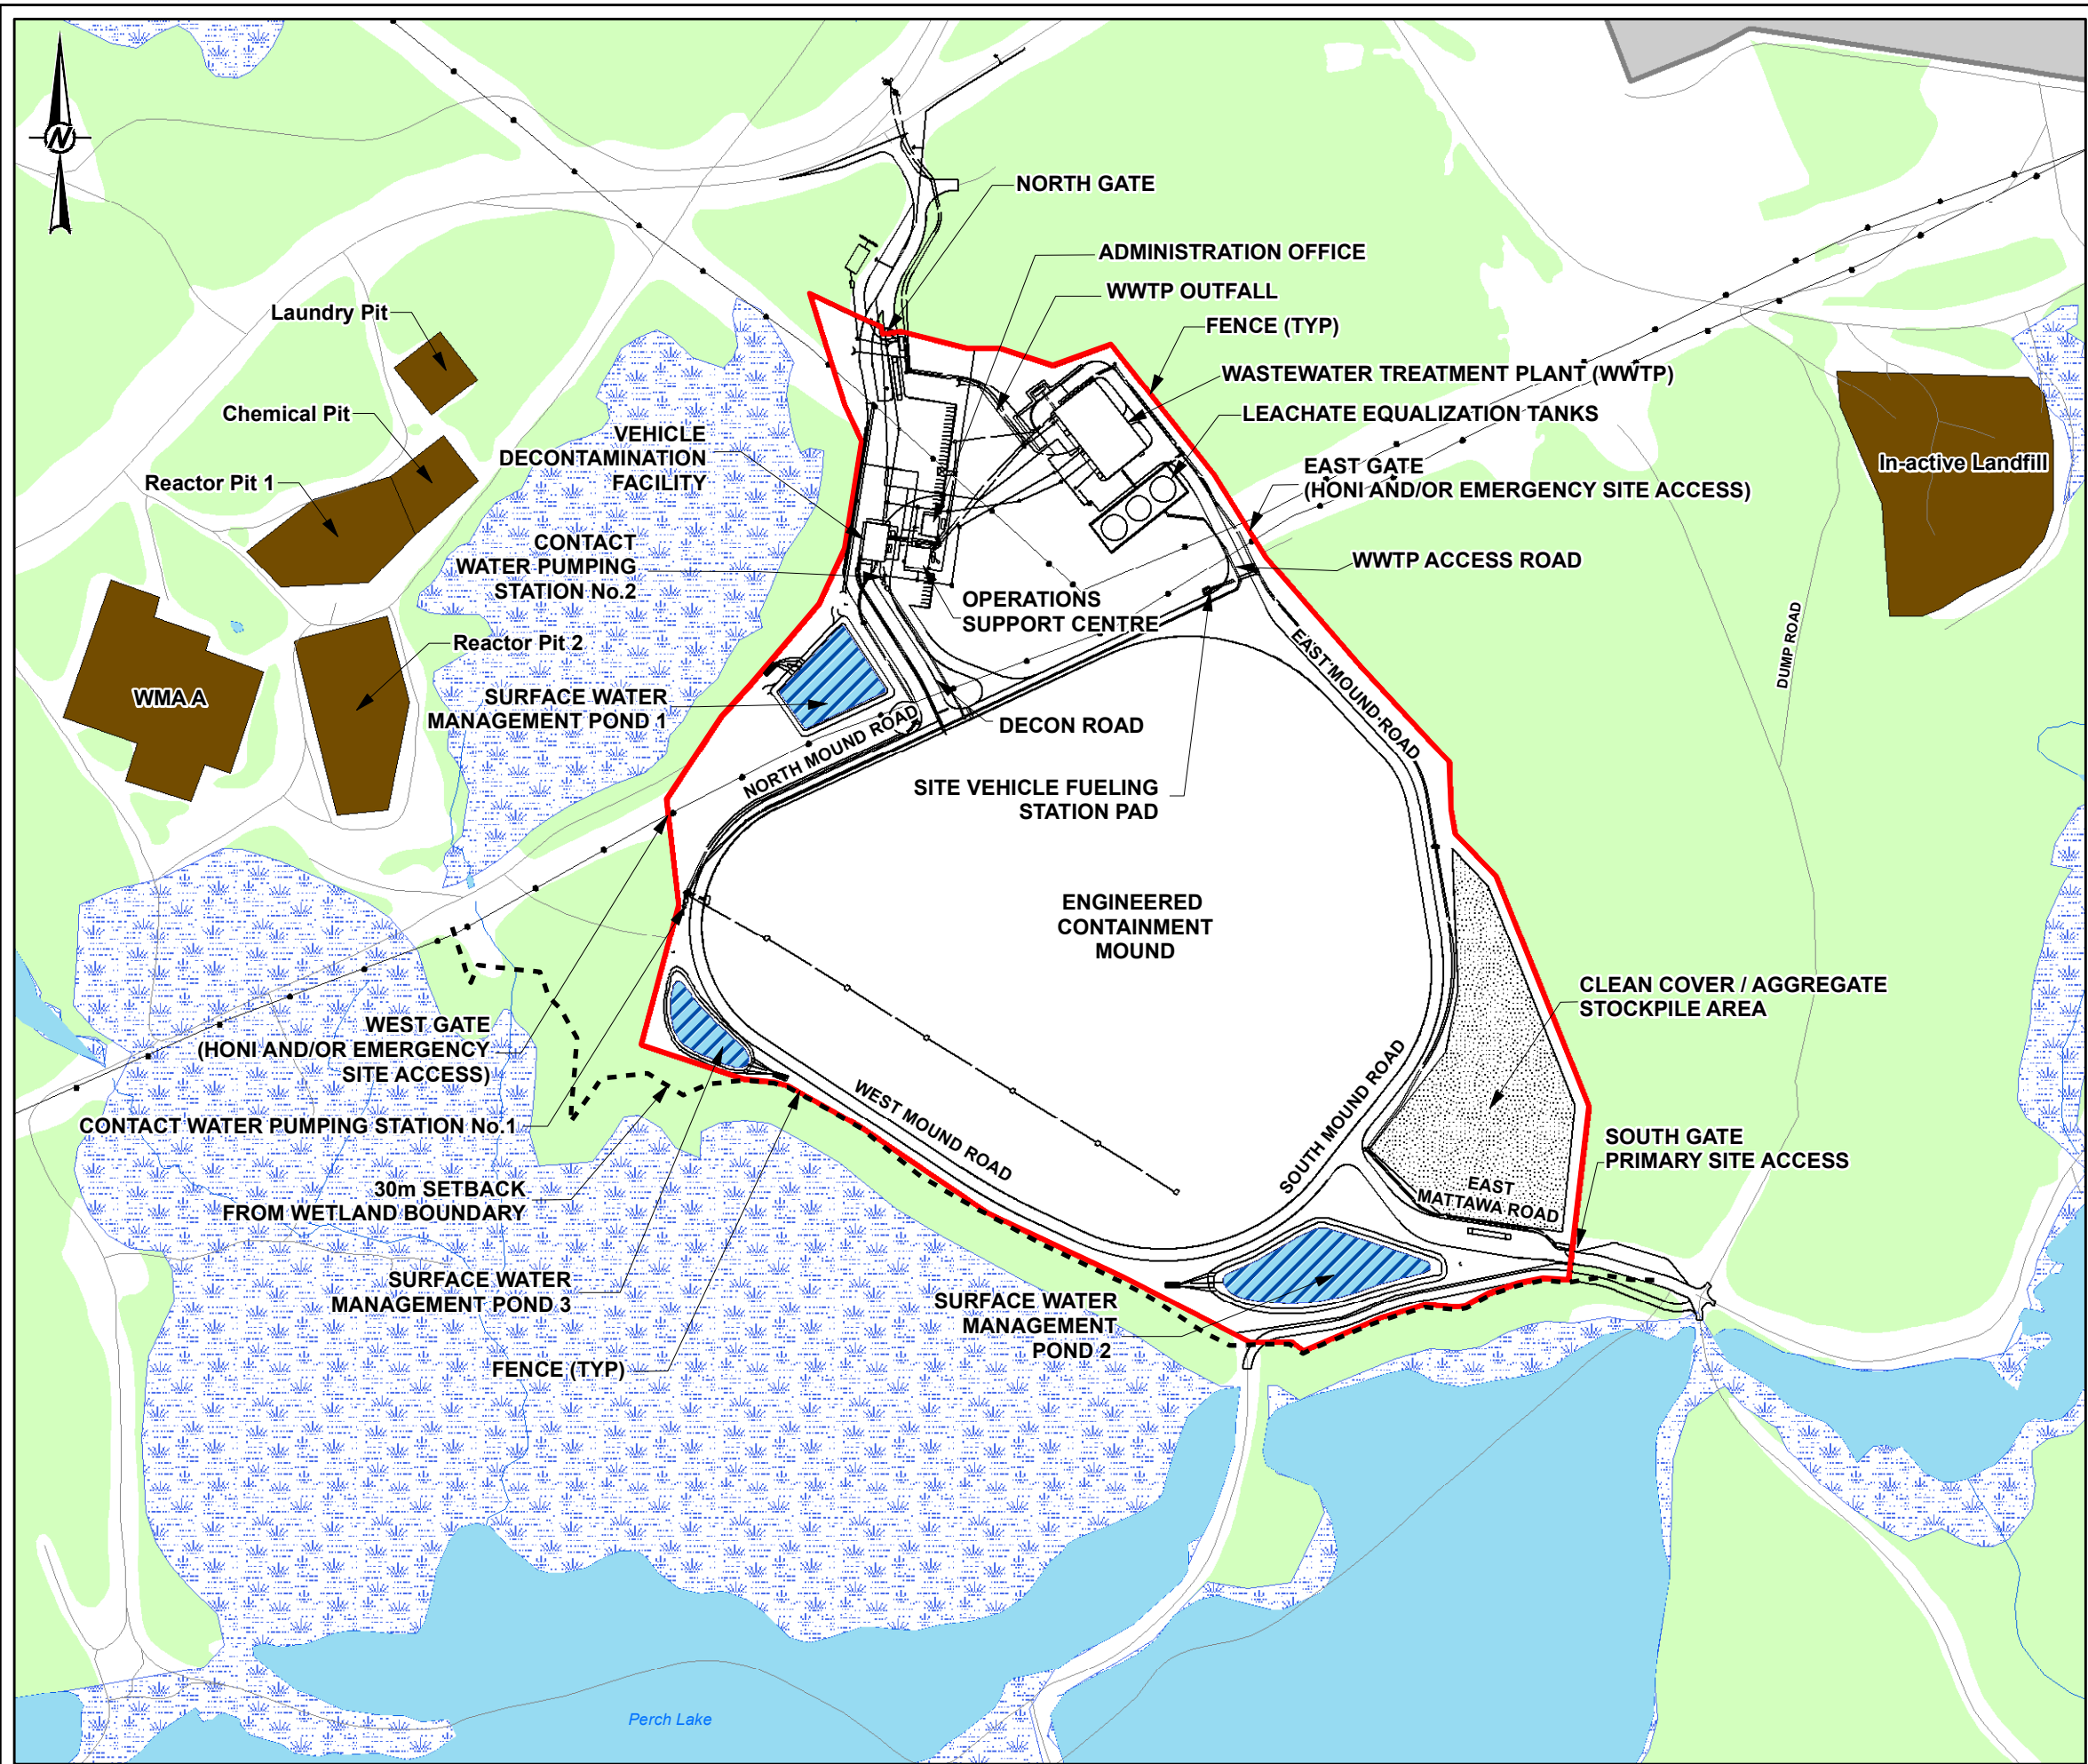 N
NORTH GATE
ADMINISTRATION OFFICE
WWTP OUTFALL
FENCE (TYP)
WASTEWATER TREATMENT PLANT (WWTP)
LEACHATE EQUALIZATION TANKS
EAST GATE
(HONI AND/OR EMERGENCY SITE ACCESS)
WWTP ACCESS ROAD
Laundry Pit
Chemical Pit
Reactor Pit 1
VEHICLE
DECONTAMINATION
FACILITY
CONTACT
WATER PUMPING
STATION No.2
OPERATIONS
SUPPORT CENTRE
Reactor Pit 2
WMA A
SURFACE WATER
MANAGEMENT POND 1
NORTH MOUND ROAD
DECON ROAD
SITE VEHICLE FUELING
STATION PAD
EAST MOUND ROAD
DUMP ROAD
In-active Landfill
ENGINEERED
CONTAINMENT
MOUND
CLEAN COVER / AGGREGATE
STOCKPILE AREA
WEST GATE
(HONI AND/OR EMERGENCY
SITE ACCESS)
CONTACT WATER PUMPING STATION No.1
WEST MOUND ROAD
SOUTH MOUND ROAD
SOUTH GATE
PRIMARY SITE ACCESS
EAST
MATTAWA ROAD
30m SETBACK
FROM WETLAND BOUNDARY
SURFACE WATER
MANAGEMENT POND 3
SURFACE WATER
MANAGEMENT
POND 2
FENCE (TYP)
Perch Lake